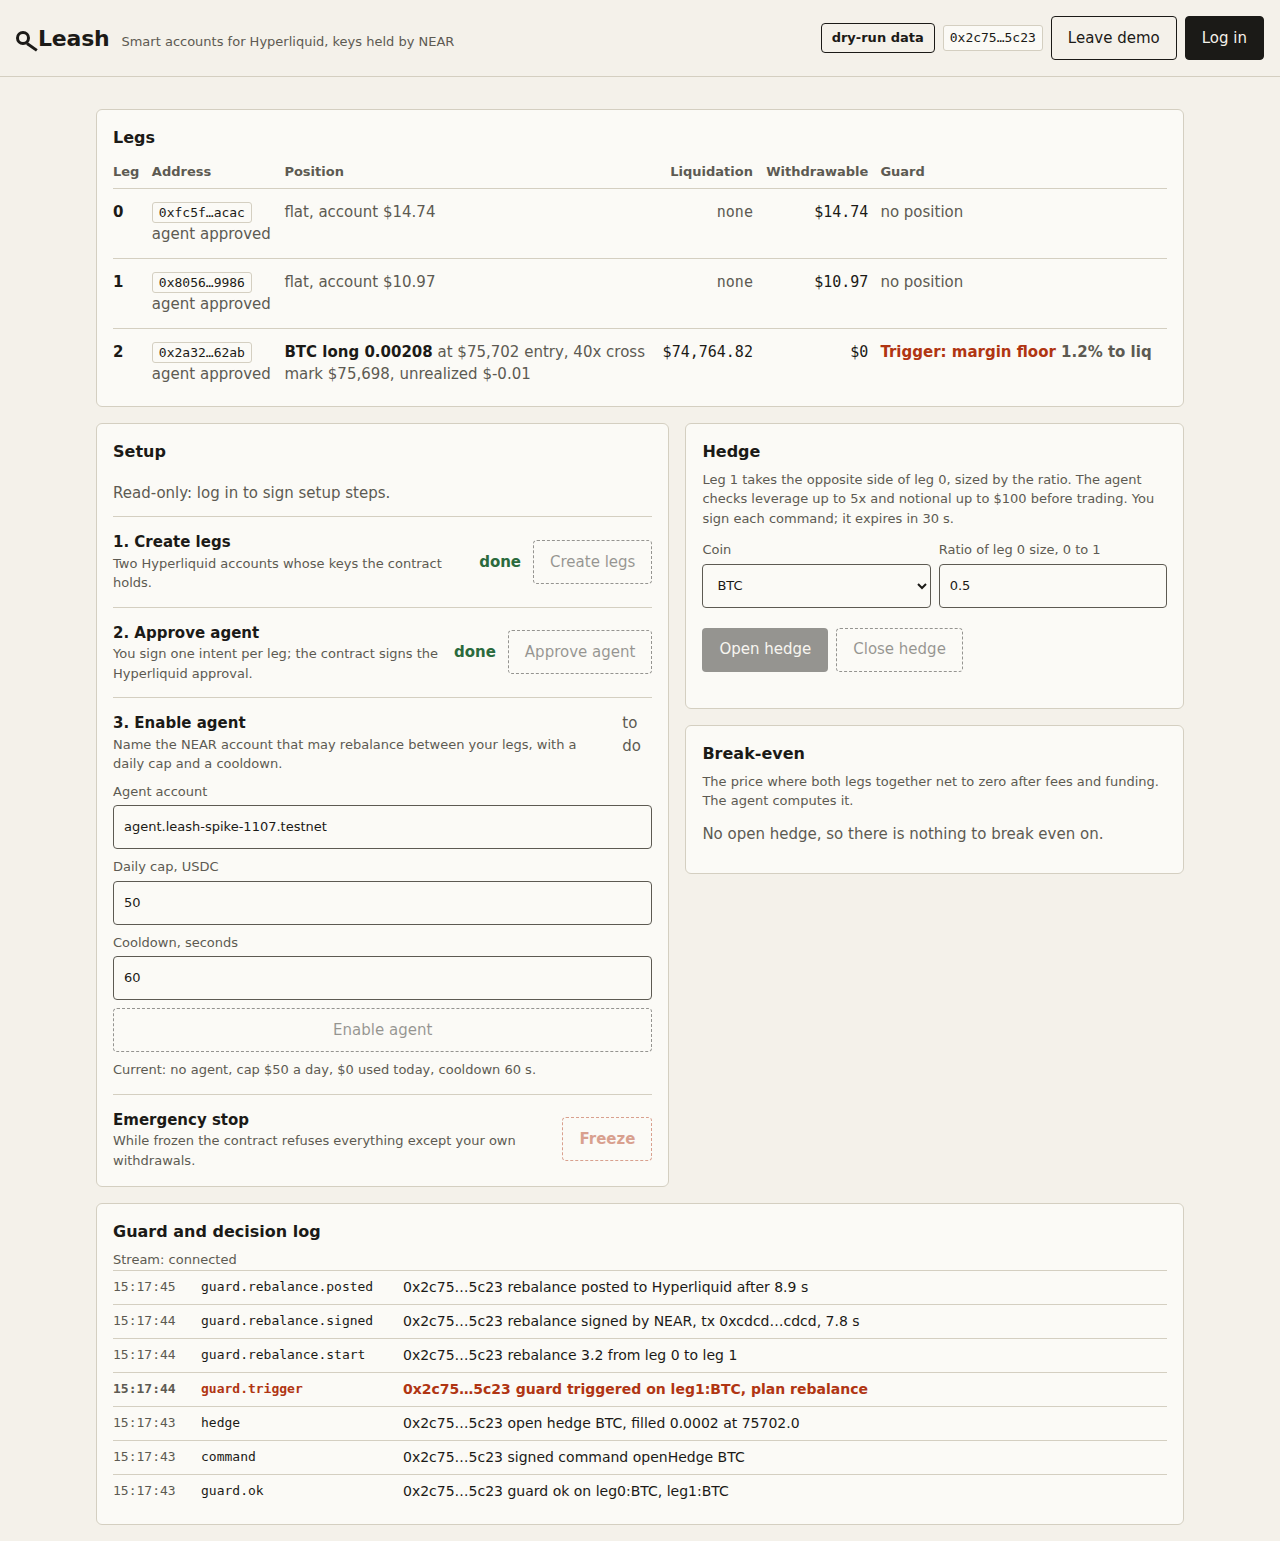 Leash Smart accounts for Hyperliquid, keys held by NEAR dry-run data 0x2c75…5c23 Leave demo Log in
Legs
Leg Address Position Liquidation Withdrawable Guard
0 0xfc5f…acac flat, account $14.74 none $14.74 no position
agent approved
1 0x8056…9986 flat, account $10.97 none $10.97 no position
agent approved
2 0x2a32…62ab BTC long 0.00208 at $75,702 entry, 40x cross $74,764.82 $0 Trigger: margin floor 1.2% to liq
agent approved mark $75,698, unrealized $-0.01
Setup
Read-only: log in to sign setup steps.
1. Create legs
Two Hyperliquid accounts whose keys the contract
holds.
done Create legs
2. Approve agent
You sign one intent per leg; the contract signs the
Hyperliquid approval.
done Approve agent
3. Enable agent
Name the NEAR account that may rebalance between your legs, with a
daily cap and a cooldown.
to
do
Agent account
agent.leash-spike-1107.testnet
Daily cap, USDC
50
Cooldown, seconds
60
Enable agent
Current: no agent, cap $50 a day, $0 used today, cooldown 60 s.
Emergency stop
While frozen the contract refuses everything except your own
withdrawals.
Freeze
Hedge
Leg 1 takes the opposite side of leg 0, sized by the ratio. The agent
checks leverage up to 5x and notional up to $100 before trading. You
sign each command; it expires in 30 s.
Coin Ratio of leg 0 size, 0 to 1
BTC 0.5
Open hedge Close hedge
Break-even
The price where both legs together net to zero after fees and funding.
The agent computes it.
No open hedge, so there is nothing to break even on.
Guard and decision log
Stream: connected
15:17:45 guard.rebalance.posted 0x2c75…5c23 rebalance posted to Hyperliquid after 8.9 s
15:17:44 guard.rebalance.signed 0x2c75…5c23 rebalance signed by NEAR, tx 0xcdcd…cdcd, 7.8 s
15:17:44 guard.rebalance.start 0x2c75…5c23 rebalance 3.2 from leg 0 to leg 1
15:17:44 guard.trigger 0x2c75…5c23 guard triggered on leg1:BTC, plan rebalance
15:17:43 hedge 0x2c75…5c23 open hedge BTC, filled 0.0002 at 75702.0
15:17:43 command 0x2c75…5c23 signed command openHedge BTC
15:17:43 guard.ok 0x2c75…5c23 guard ok on leg0:BTC, leg1:BTC